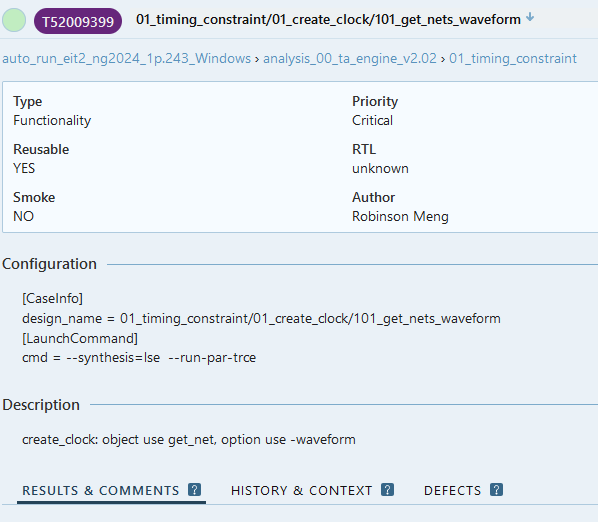 T52009399 01_timing_constraint/01_create_clock/101_get_nets_waveform
auto_run_eit2_ng2024_1p.243_Windows › analysis_00_ta_engine_v2.02 › 01_timing_constraint
Type Priority
Functionality Critical
Reusable RTL
YES unknown
Smoke Author
NO Robinson Meng
Configuration
[CaseInfo]
design_name = 01_timing_constraint/01_create_clock/101_get_nets_waveform
[LaunchCommand]
cmd = --synthesis=lse --run-par-trce
Description
create_clock: object use get_net, option use -waveform
RESULTS & COMMENTS ? HISTORY & CONTEXT ? DEFECTS ?